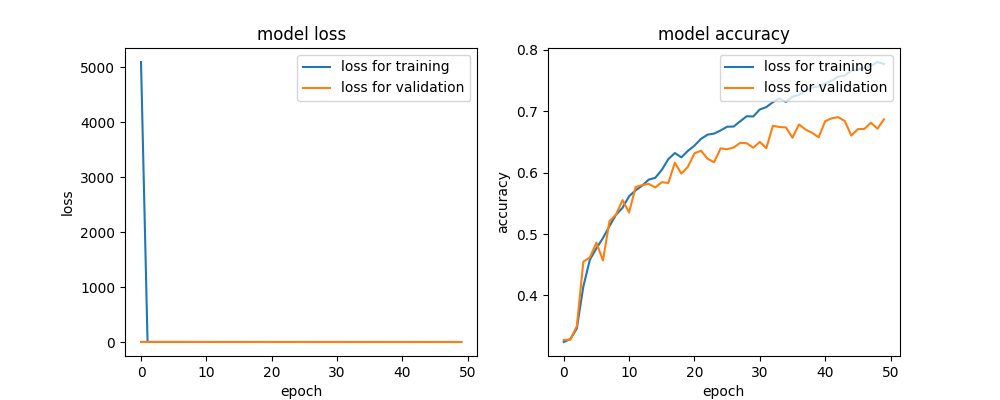 model loss
loss for training
loss for validation
5000
4000
3000
2000
1000
0
loss
0
10
20
30
40
50
epoch
model accuracy
loss for training
loss for validation
0.8
0.7
0.6
0.5
0.4
accuracy
0
10
20
30
40
50
epoch